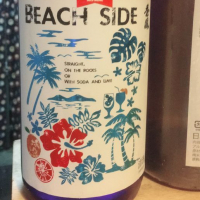 BEACH SIDE
STRAIGHT,
ON THE ROCKS
OR
WITH SODA AND LIME!